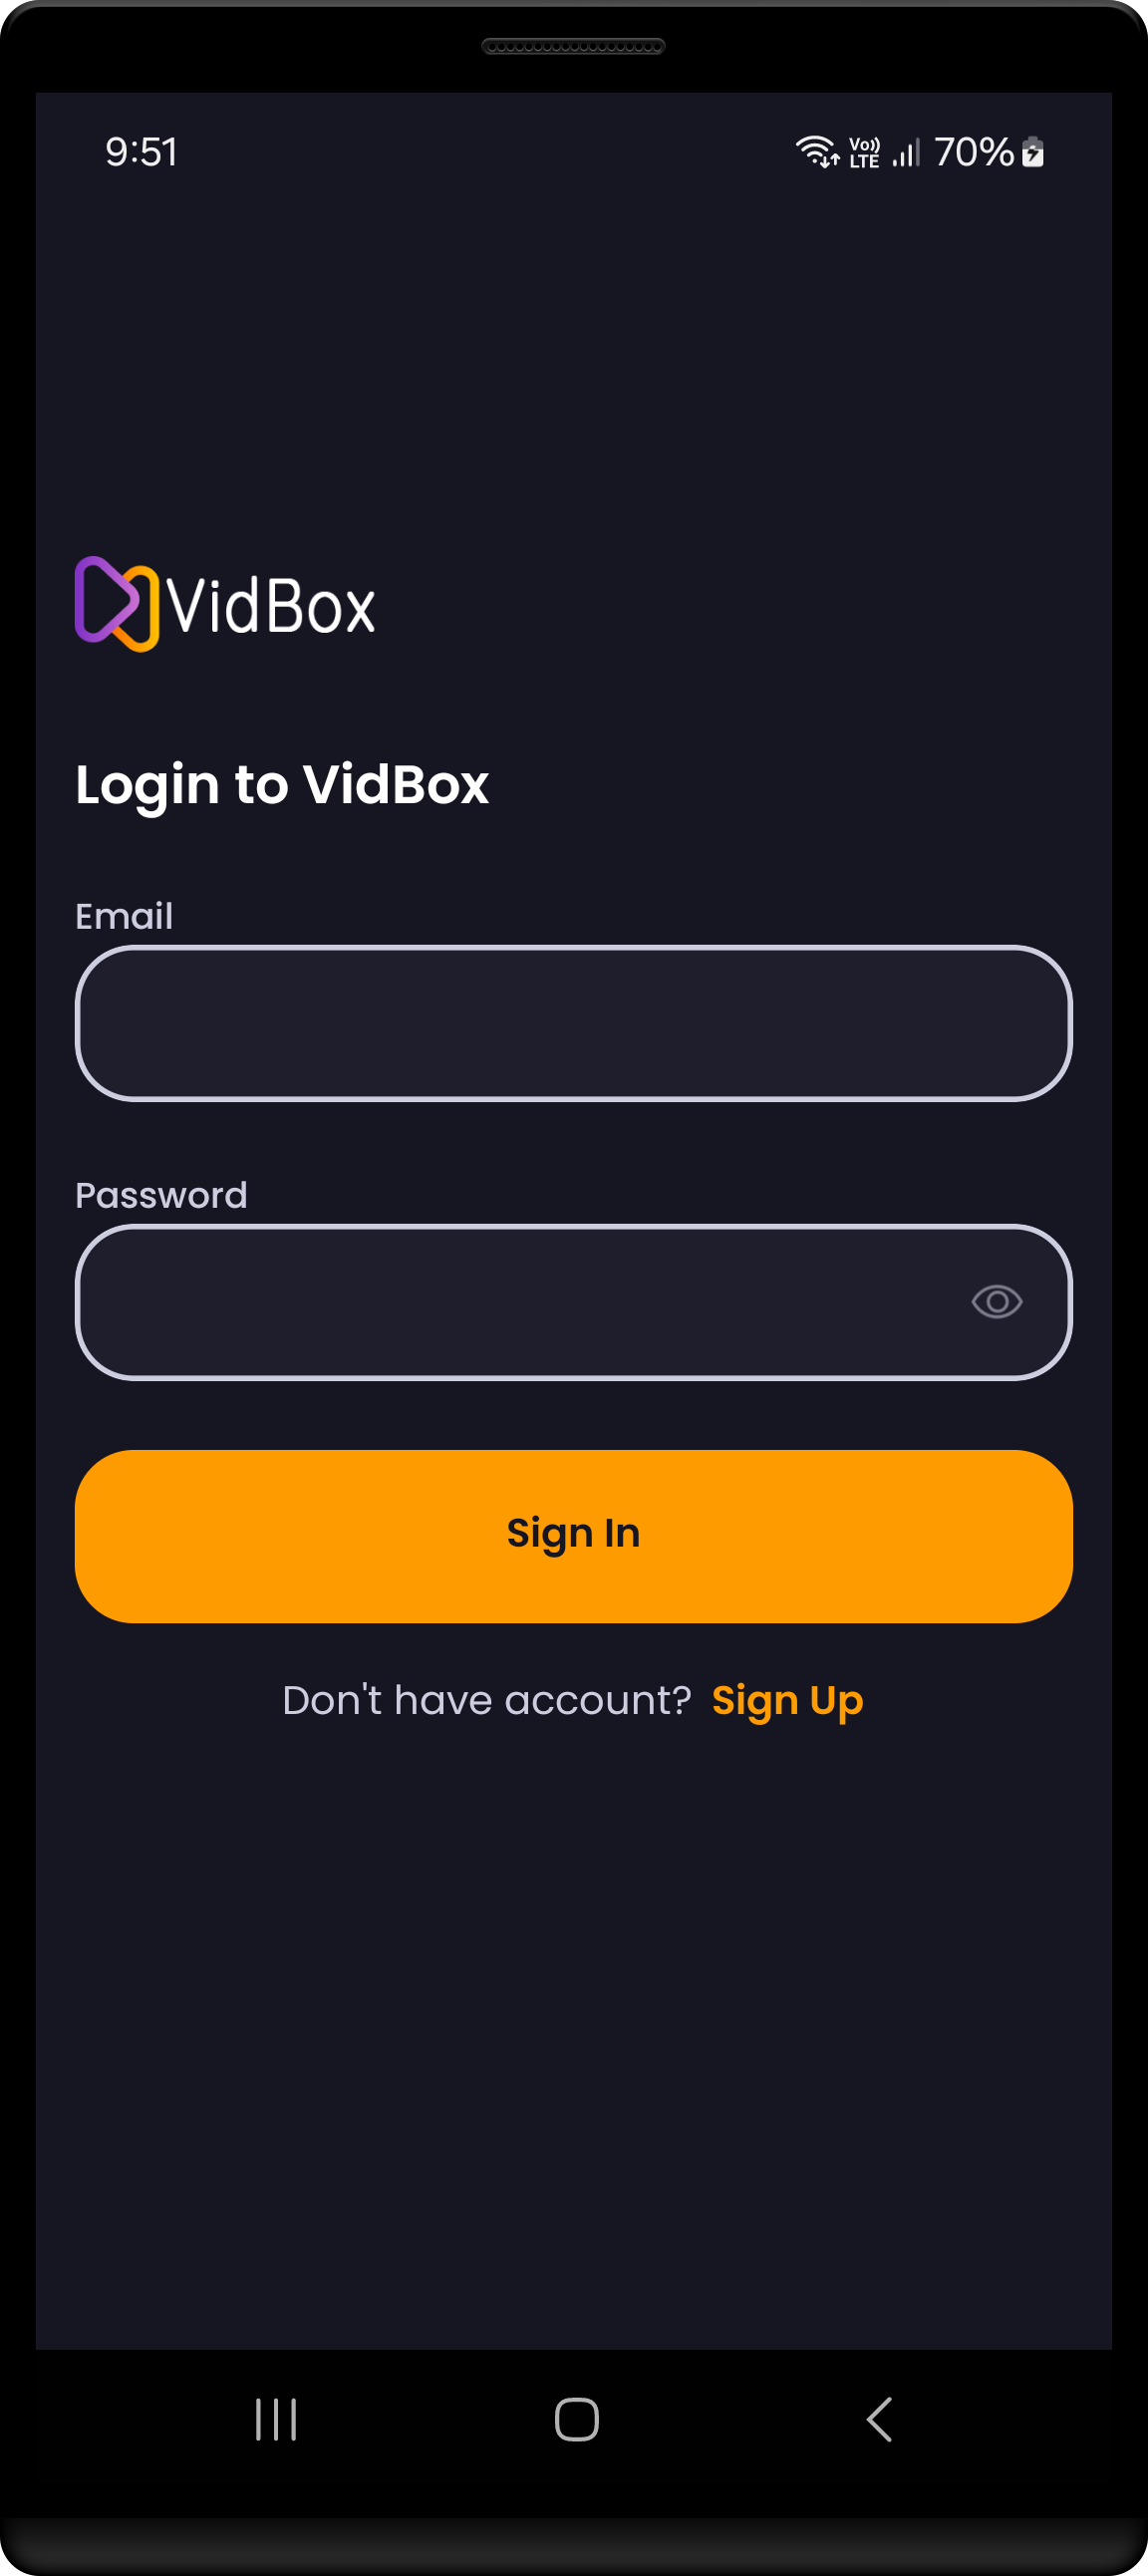 9:51 Vo)) LTE 70%
VidBox
Login to VidBox
Email
Password
Sign In
Don't have account? Sign Up